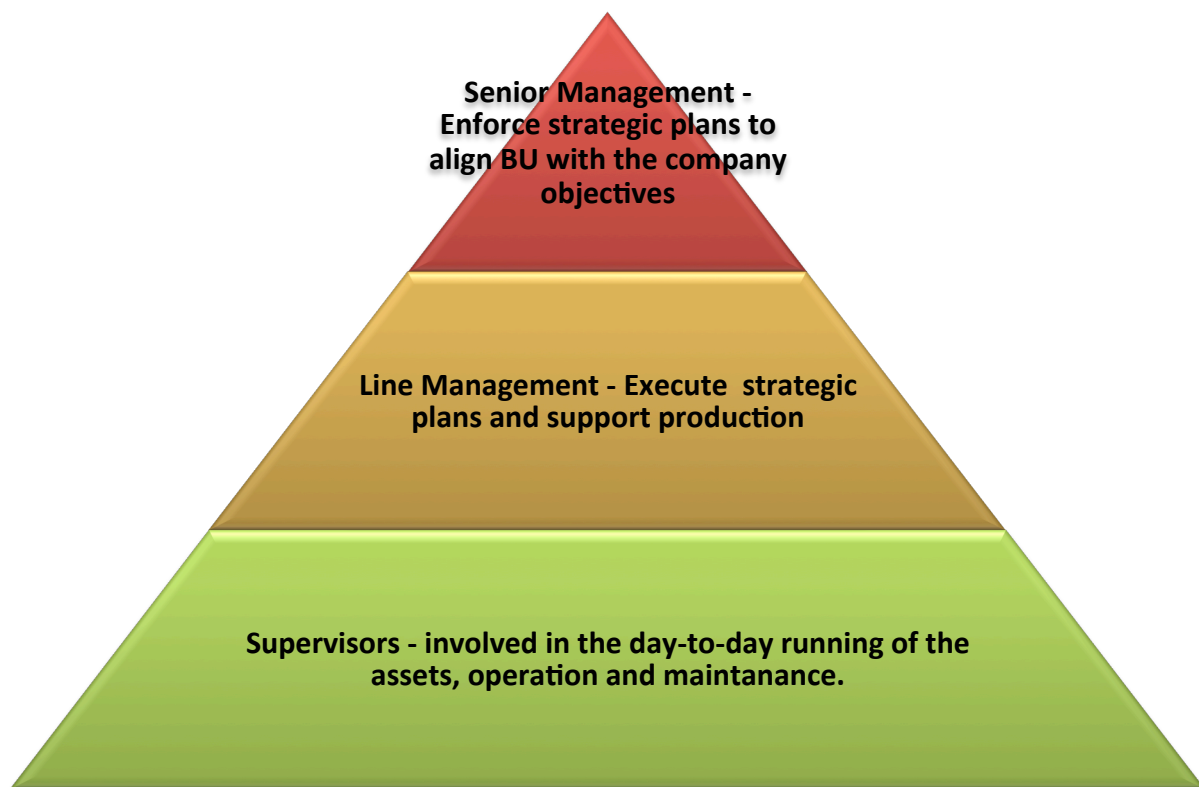 Senior Management -
Enforce strategic plans to
align BU with the company
objectives
Line Management - Execute  strategic
plans and support production
Supervisors - involved in the day-to-day running of the
assets, operation and maintanance.